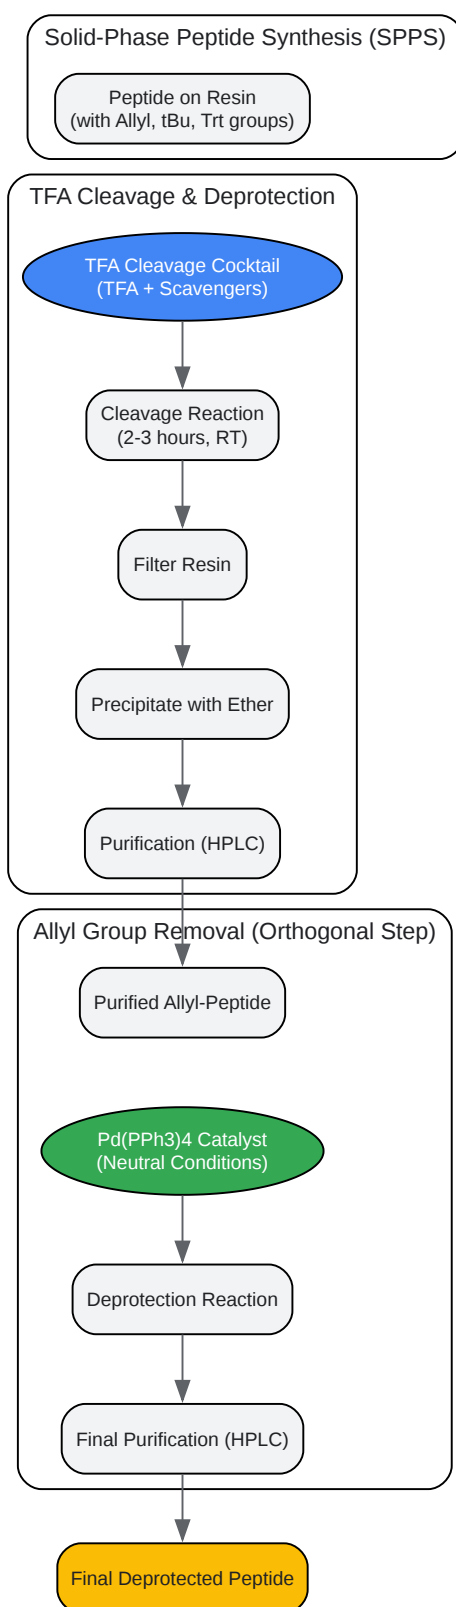 Solid-Phase Peptide Synthesis (SPPS)
Peptide on Resin
(with Allyl, tBu, Trt groups)
TFA Cleavage & Deprotection
TFA Cleavage Cocktail
(TFA + Scavengers)
Cleavage Reaction
(2-3 hours, RT)
Filter Resin
Precipitate with Ether
Purification (HPLC)
Allyl Group Removal (Orthogonal Step)
Purified Allyl-Peptide
Pd(PPh3)4 Catalyst
(Neutral Conditions)
Deprotection Reaction
Final Purification (HPLC)
Final Deprotected Peptide